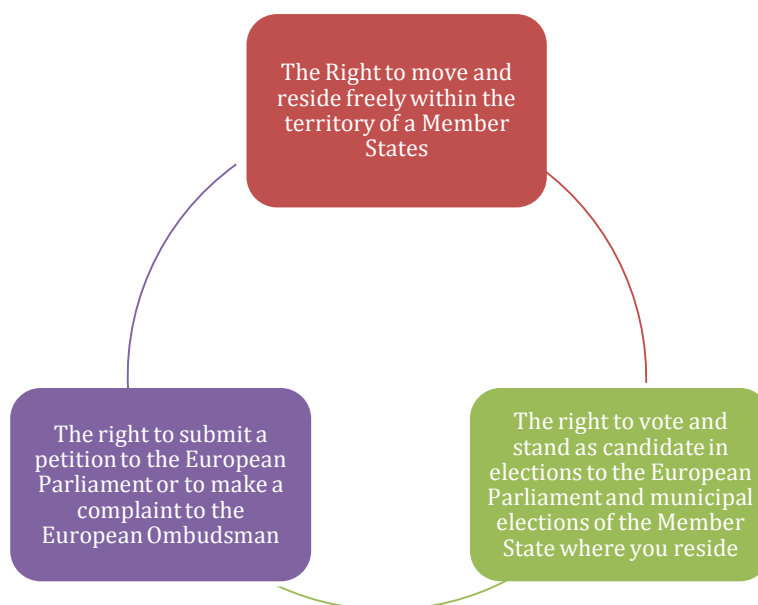 The Right to move and
reside freely within the
territory of a Member
States
The right to submit a
petition to the European
Parliament or to make a
complaint to the
European Ombudsman
The right to vote and
stand as candidate in
elections to the European
Parliament and municipal
elections of the Member
State where you reside